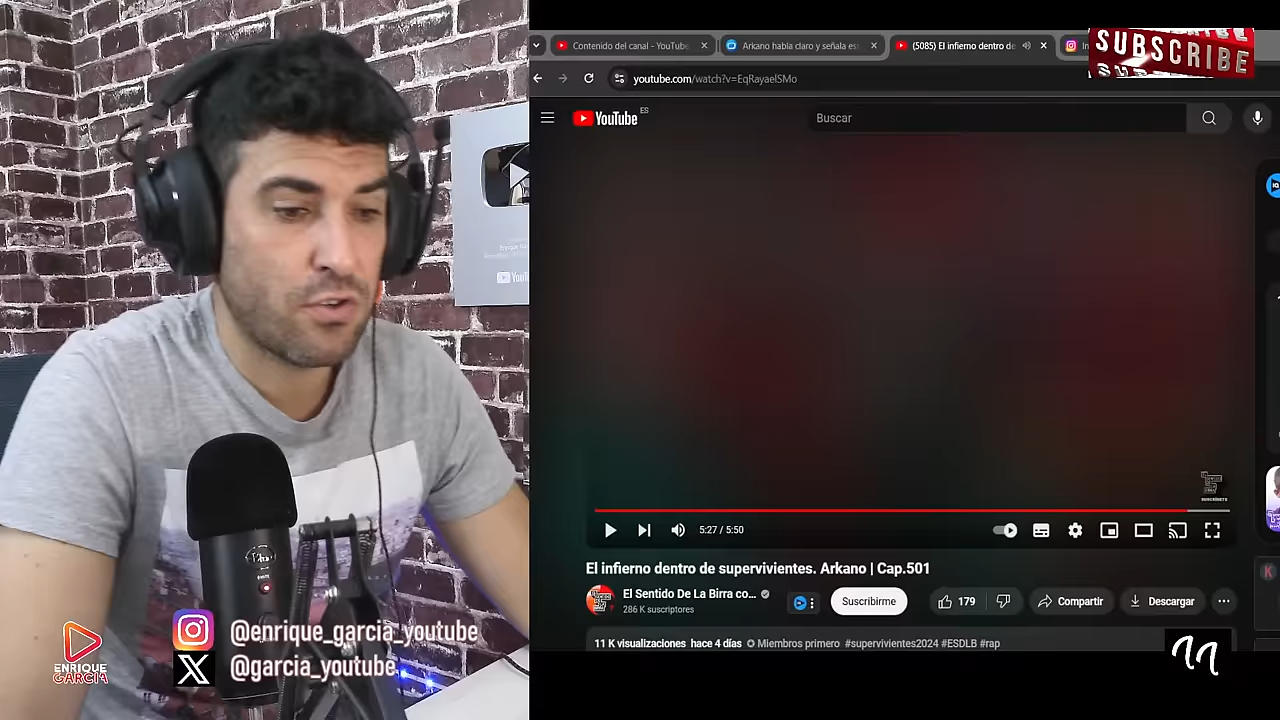 Contenido del canal - YouTube
Arkano habla claro y señala es
(5085) El infierno dentro de
SUBSCRIBE
youtube.com/watch?v=EqRayaelSMo
YouTube ES
Buscar
5:27 / 5:50
El infierno dentro de supervivientes. Arkano | Cap.501
El Sentido De La Birra co...
286 K suscriptores
Suscribirme
179
Compartir
Descargar
11 K visualizaciones hace 4 días Miembros primero #supervivientes2024 #ESDLB #rap
@enrique_garcia_youtube
@garcia_youtube
ENRIQUE
GARCIA